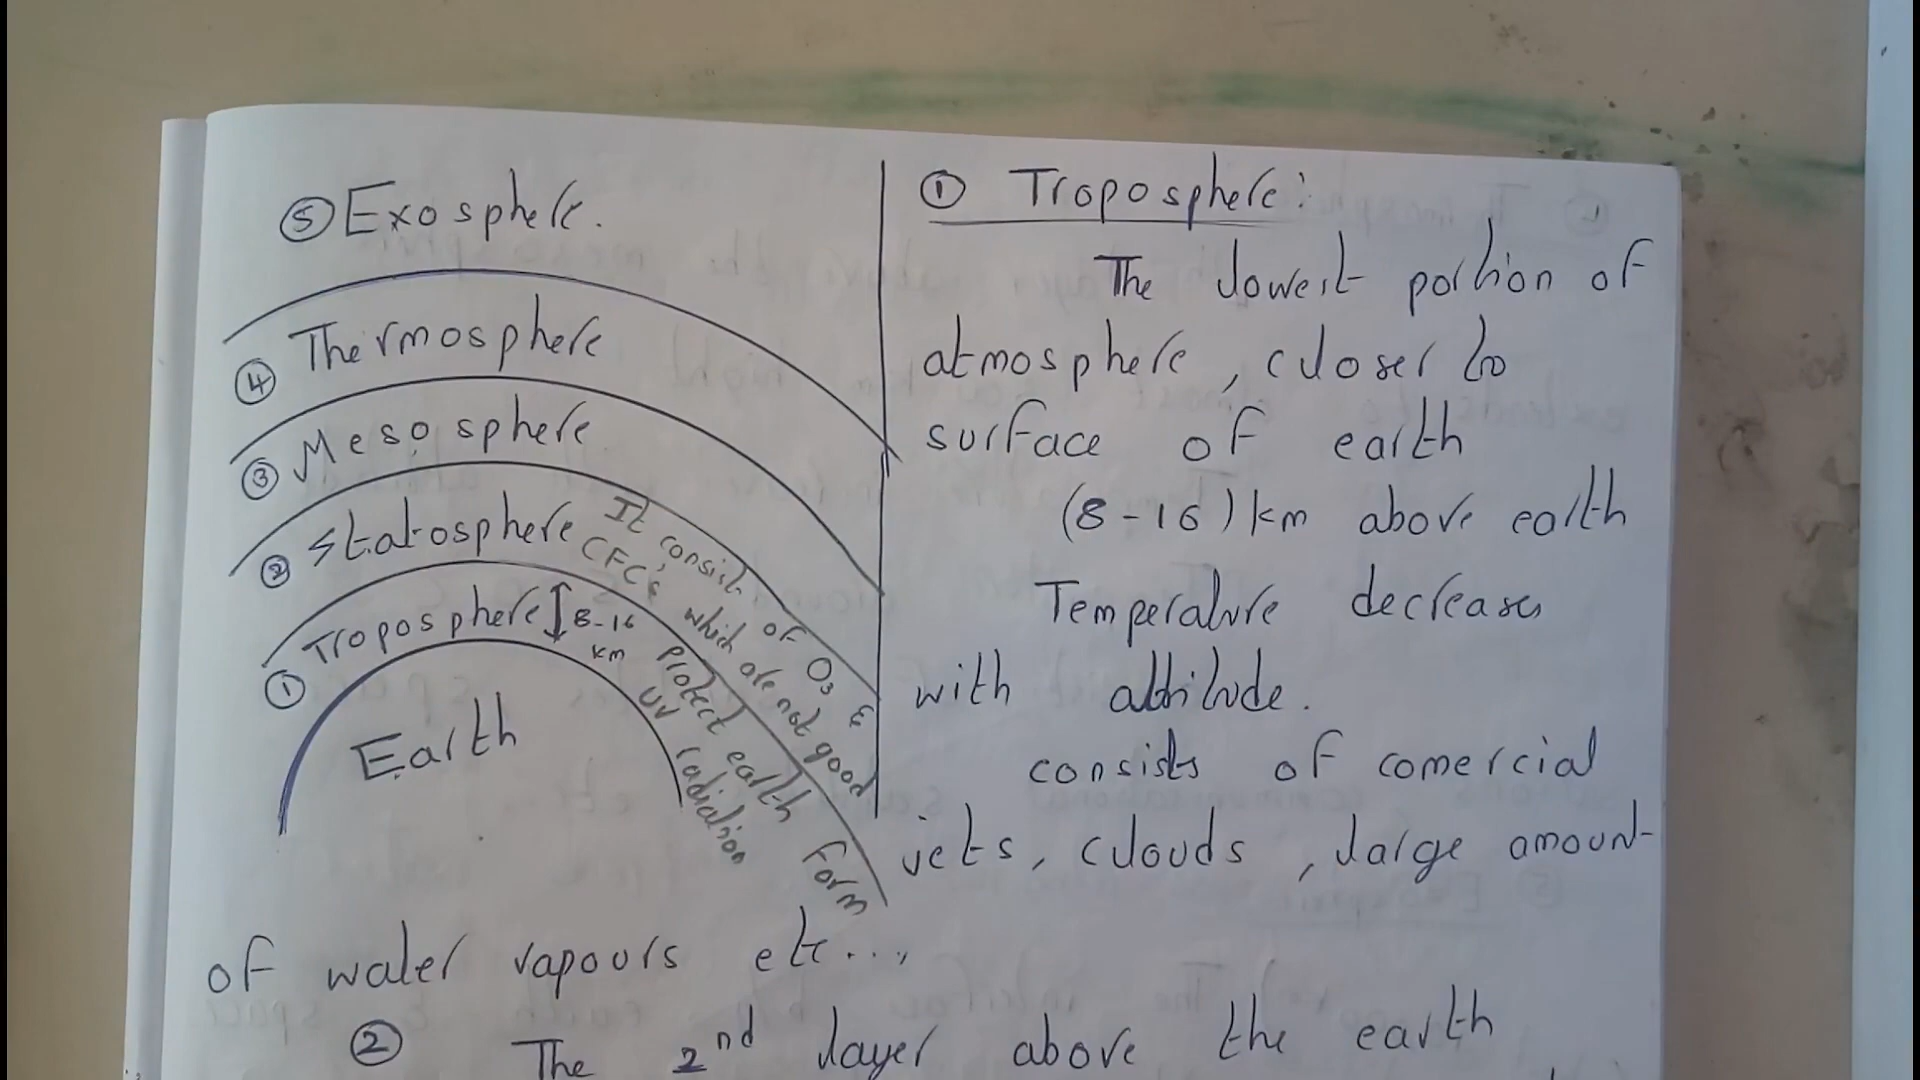 ⑤ Exosphere.
④ Thermosphere
③ Mesosphere
② Statosphere
It consist of O3 &
CFC's which are not good
① Troposphere 8-16
km
Protect earth form
UV radiation
Earth
① Troposphere:
The lowest portion of
atmosphere, closer to
surface of earth
(8-16) km above earth
Temperature decreases
with altitude.
consists of comercial
jets, clouds, large amount
of water vapours etc...,
② The 2nd layer above the earth